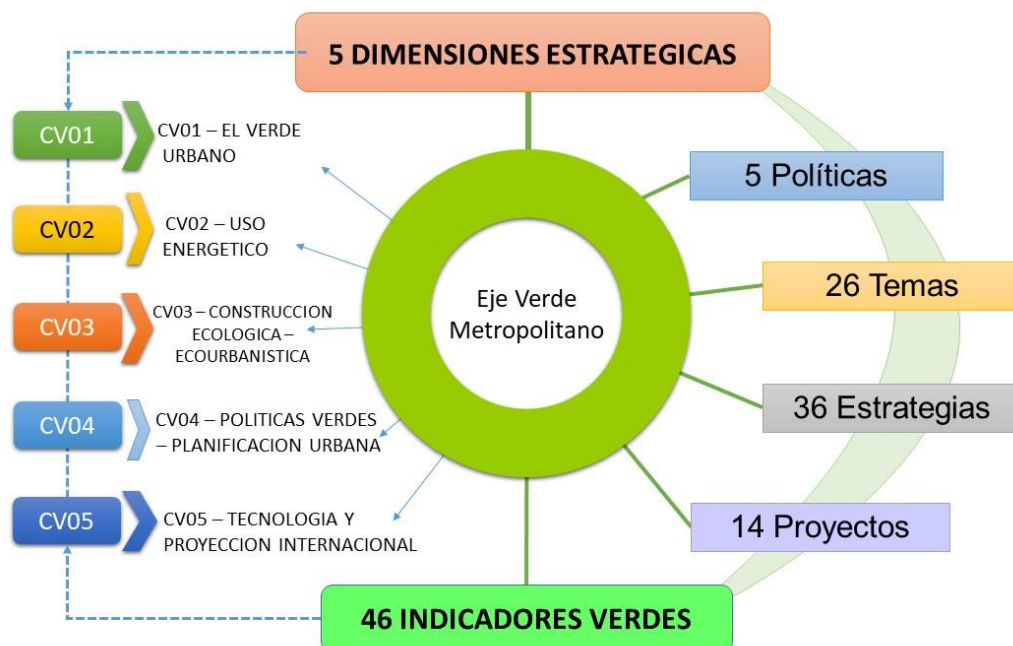 5 DIMENSIONES ESTRATEGICAS
CV01
CV01 – EL VERDE
URBANO
CV02
CV02 – USO
ENERGETICO
CV03
CV03 – CONSTRUCCION
ECOLOGICA –
ECOURBANISTICA
CV04
CV04 – POLITICAS VERDES
– PLANIFICACION URBANA
CV05
CV05 – TECNOLOGIA Y
PROYECCION INTERNACIONAL
Eje Verde
Metropolitano
5 Políticas
26 Temas
36 Estrategias
14 Proyectos
46 INDICADORES VERDES